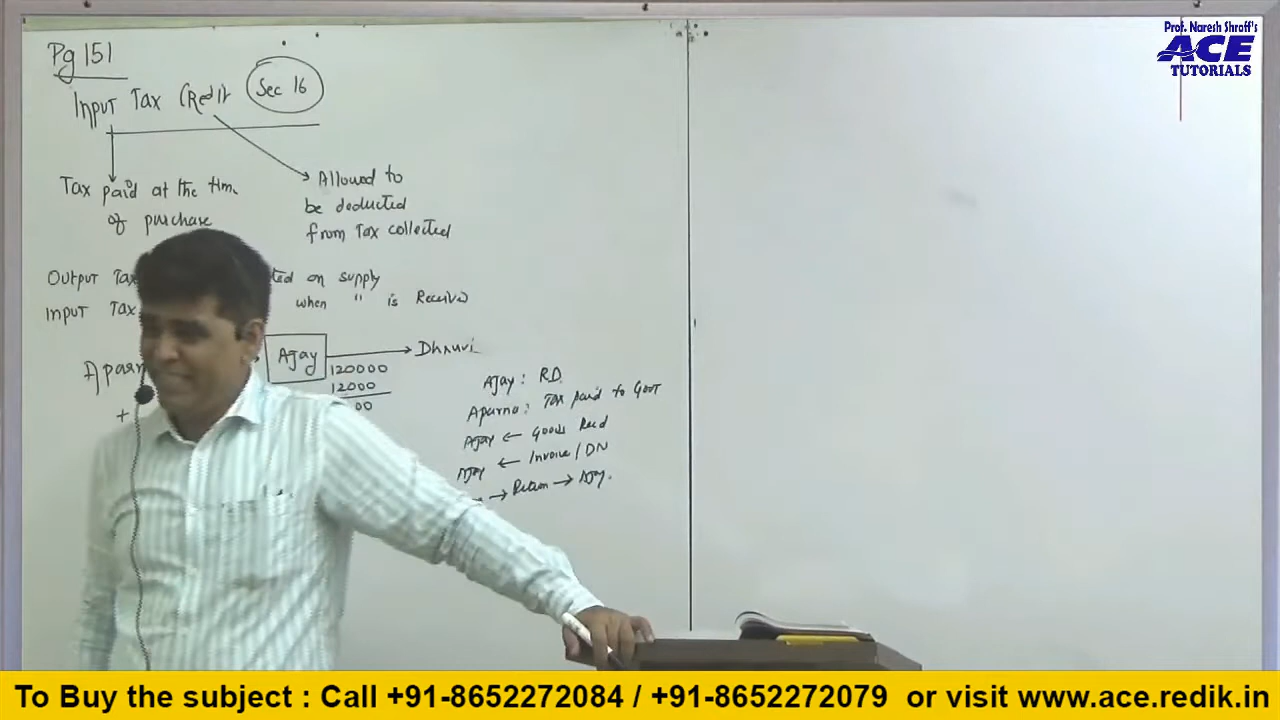 Prof. Naresh Shroff's
ACE
TUTORIALS
Pg 151
Input Tax Credit Sec 16
Tax paid at the time
of purchase
Allowed to
be deducted
from Tax collected
Output Tax ted on supply
Input Tax when " is Received
Aparn Ajay Dhruvi
120000
12000
00
+
Ajay : R.D.
Aparna : Tax paid to Govt
Ajay ← Goods Recd
Ajay ← Invoice / DN
→ Return → Ajay.
To Buy the subject : Call +91-8652272084 / +91-8652272079 or visit www.ace.redik.in